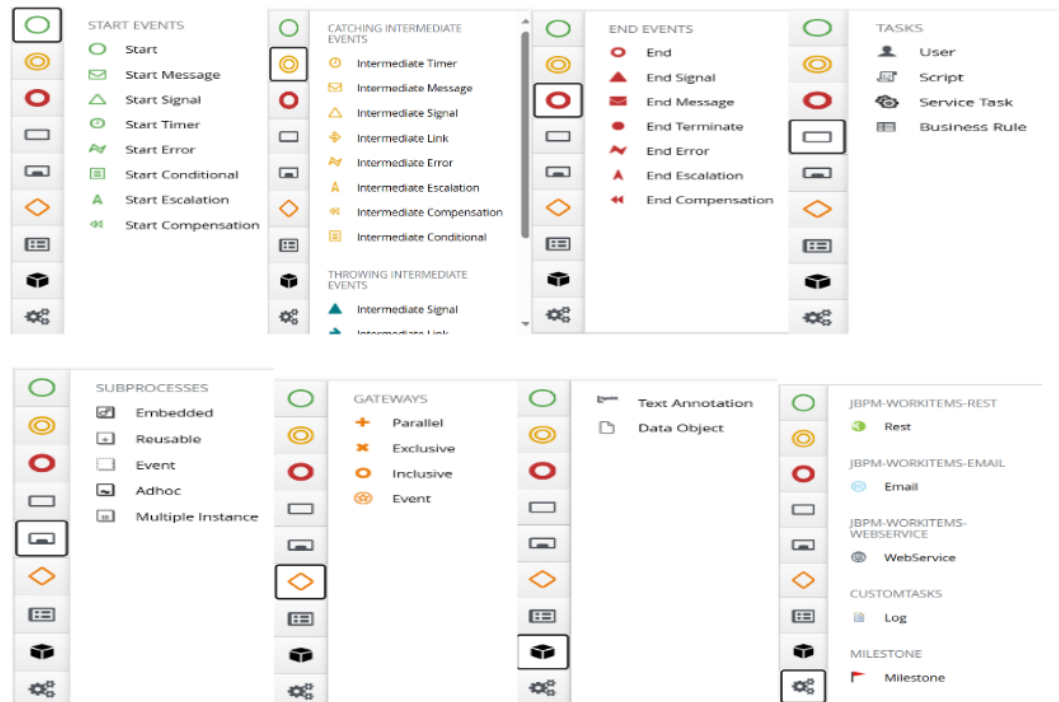 START EVENTS
Start
Start Message
Start Signal
Start Timer
Start Error
Start Conditional
Start Escalation
Start Compensation
CATCHING INTERMEDIATE
EVENTS
Intermediate Timer
Intermediate Message
Intermediate Signal
Intermediate Link
Intermediate Error
Intermediate Escalation
Intermediate Compensation
Intermediate Conditional
THROWING INTERMEDIATE
EVENTS
Intermediate Signal
Intermediate Link
END EVENTS
End
End Signal
End Message
End Terminate
End Error
End Escalation
End Compensation
TASKS
User
Script
Service Task
Business Rule
SUBPROCESSES
Embedded
Reusable
Event
Adhoc
Multiple Instance
GATEWAYS
Parallel
Exclusive
Inclusive
Event
Text Annotation
Data Object
JBPM-WORKITEMS-REST
Rest
JBPM-WORKITEMS-EMAIL
Email
JBPM-WORKITEMS-
WEBSERVICE
WebService
CUSTOMTASKS
Log
MILESTONE
Milestone